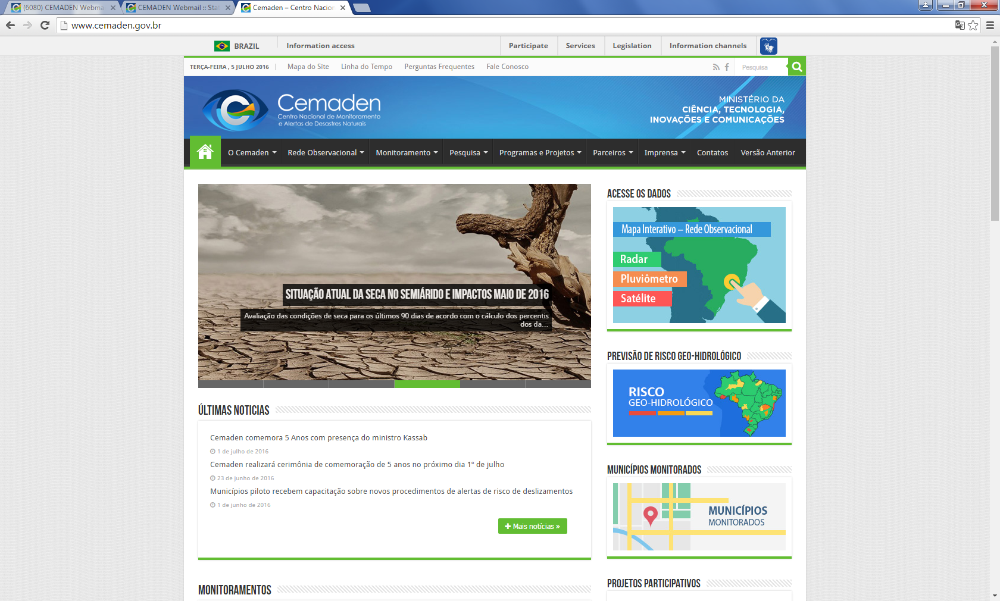 (6080) CEMADEN Webma
CEMADEN Webmail :: Sta
Cemaden – Centro Nacion
www.cemaden.gov.br
BRAZIL
Information access
Participate
Services
Legislation
Information channels
TERÇA-FEIRA , 5 JULHO 2016
Mapa do Site
Linha do Tempo
Perguntas Frequentes
Fale Conosco
Pesquisa
Cemaden
Centro Nacional de Monitoramento
e Alertas de Desastres Naturais
MINISTÉRIO DA
CIÊNCIA, TECNOLOGIA,
INOVAÇÕES E COMUNICAÇÕES
O Cemaden
Rede Observacional
Monitoramento
Pesquisa
Programas e Projetos
Parceiros
Imprensa
Contatos
Versão Anterior
SITUAÇÃO ATUAL DA SECA NO SEMIÁRIDO E IMPACTOS MAIO DE 2016
Avaliação das condições de seca para os últimos 90 dias de acordo com o cálculo dos percentis
dos da...
ÚLTIMAS NOTICIAS
Cemaden comemora 5 Anos com presença do ministro Kassab
1 de julho de 2016
Cemaden realizará cerimônia de comemoração de 5 anos no próximo dia 1º de julho
23 de junho de 2016
Municípios piloto recebem capacitação sobre novos procedimentos de alertas de risco de deslizamentos
1 de junho de 2016
+ Mais notícias »
MONITORAMENTOS
ACESSE OS DADOS
Mapa Interativo – Rede Observacional
Radar
Pluviômetro
Satélite
PREVISÃO DE RISCO GEO-HIDROLÓGICO
RISCO
GEO-HIDROLÓGICO
MUNICÍPIOS MONITORADOS
MUNICÍPIOS
MONITORADOS
PROJETOS PARTICIPATIVOS